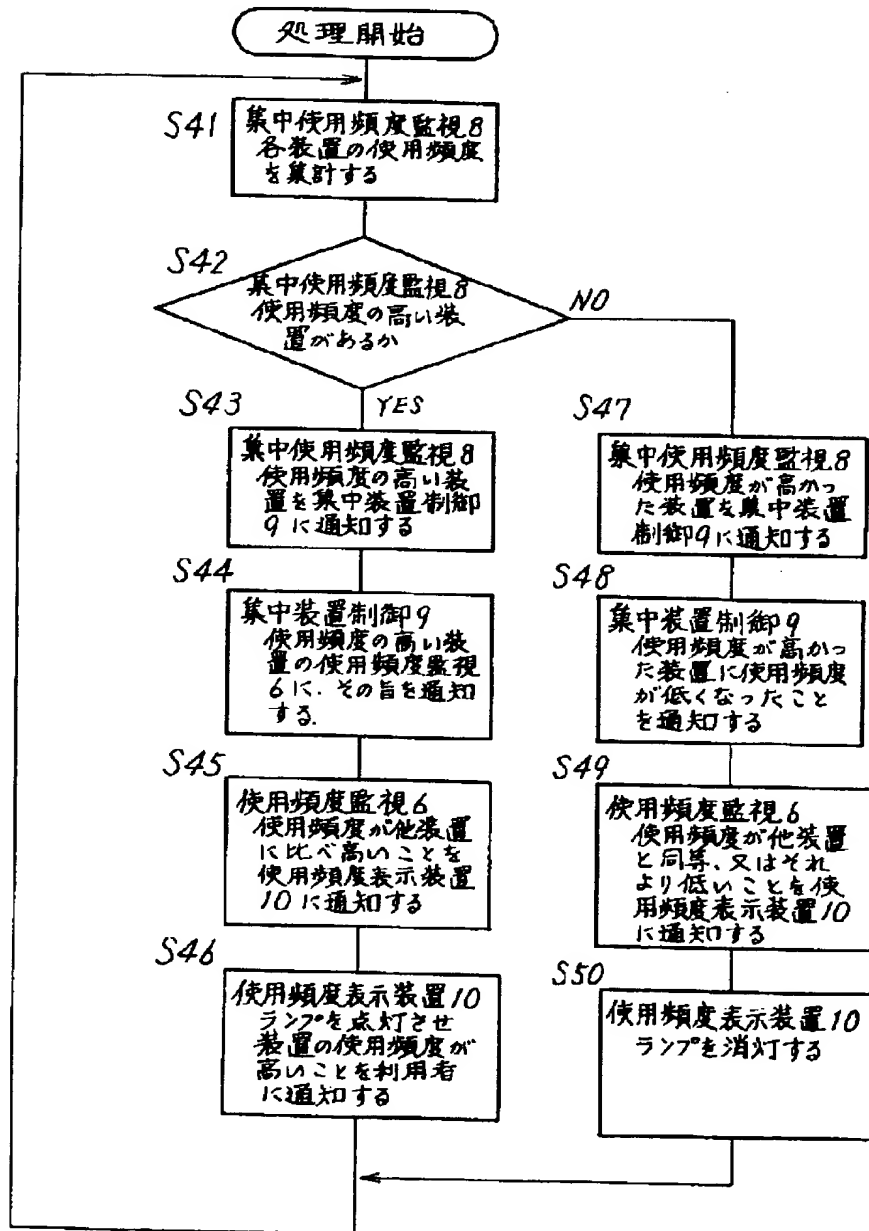 処理開始
S41
集中使用頻度監視8
各装置の使用頻度
を集計する
S42
集中使用頻度監視8
使用頻度の高い装
置があるか
NO
YES
S43
集中使用頻度監視8
使用頻度の高い装
置を集中装置制御
9に通知する
S44
集中装置制御9
使用頻度の高い装
置の使用頻度監視
6に、その旨を通知
する.
S45
使用頻度監視6
使用頻度が他装置
に比べ高いことを
使用頻度表示装置
10に通知する
S46
使用頻度表示装置10
ランプを点灯させ
装置の使用頻度が
高いことを利用者
に通知する
S47
集中使用頻度監視8
使用頻度が高かっ
た装置を集中装置
制御9に通知する
S48
集中装置制御9
使用頻度が高かっ
た装置に使用頻度
が低くなったこと
を通知する
S49
使用頻度監視6
使用頻度が他装置
と同等、又はそれ
より低いことを使
用頻度表示装置10
に通知する
S50
使用頻度表示装置10
ランプを消灯する